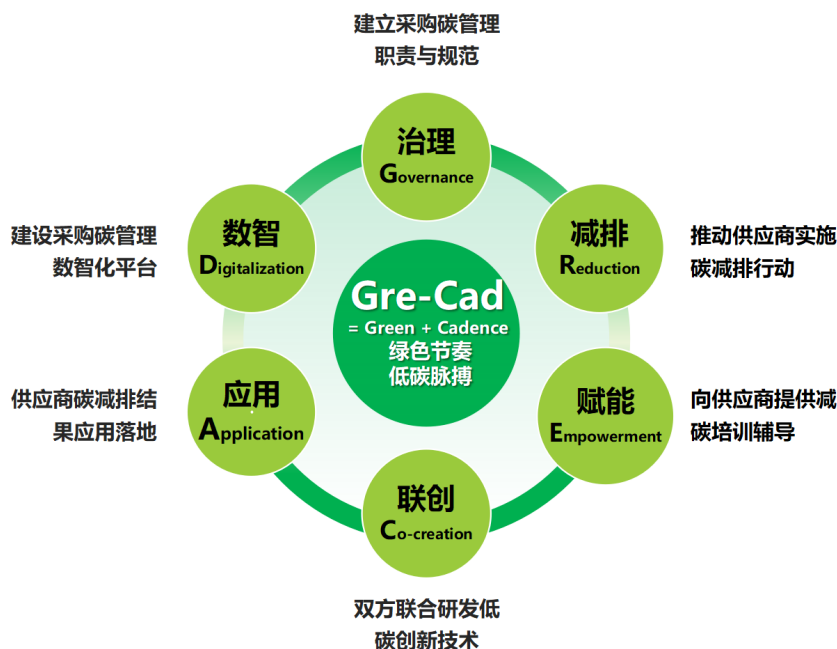 建立采购碳管理
职责与规范
治理
Governance
减排
Reduction
推动供应商实施
碳减排行动
赋能
Empowerment
向供应商提供减
碳培训辅导
联创
Co-creation
双方联合研发低
碳创新技术
应用
Application
供应商碳减排结
果应用落地
数智
Digitalization
建设采购碳管理
数智化平台
Gre-Cad
= Green + Cadence
绿色节奏
低碳脉搏